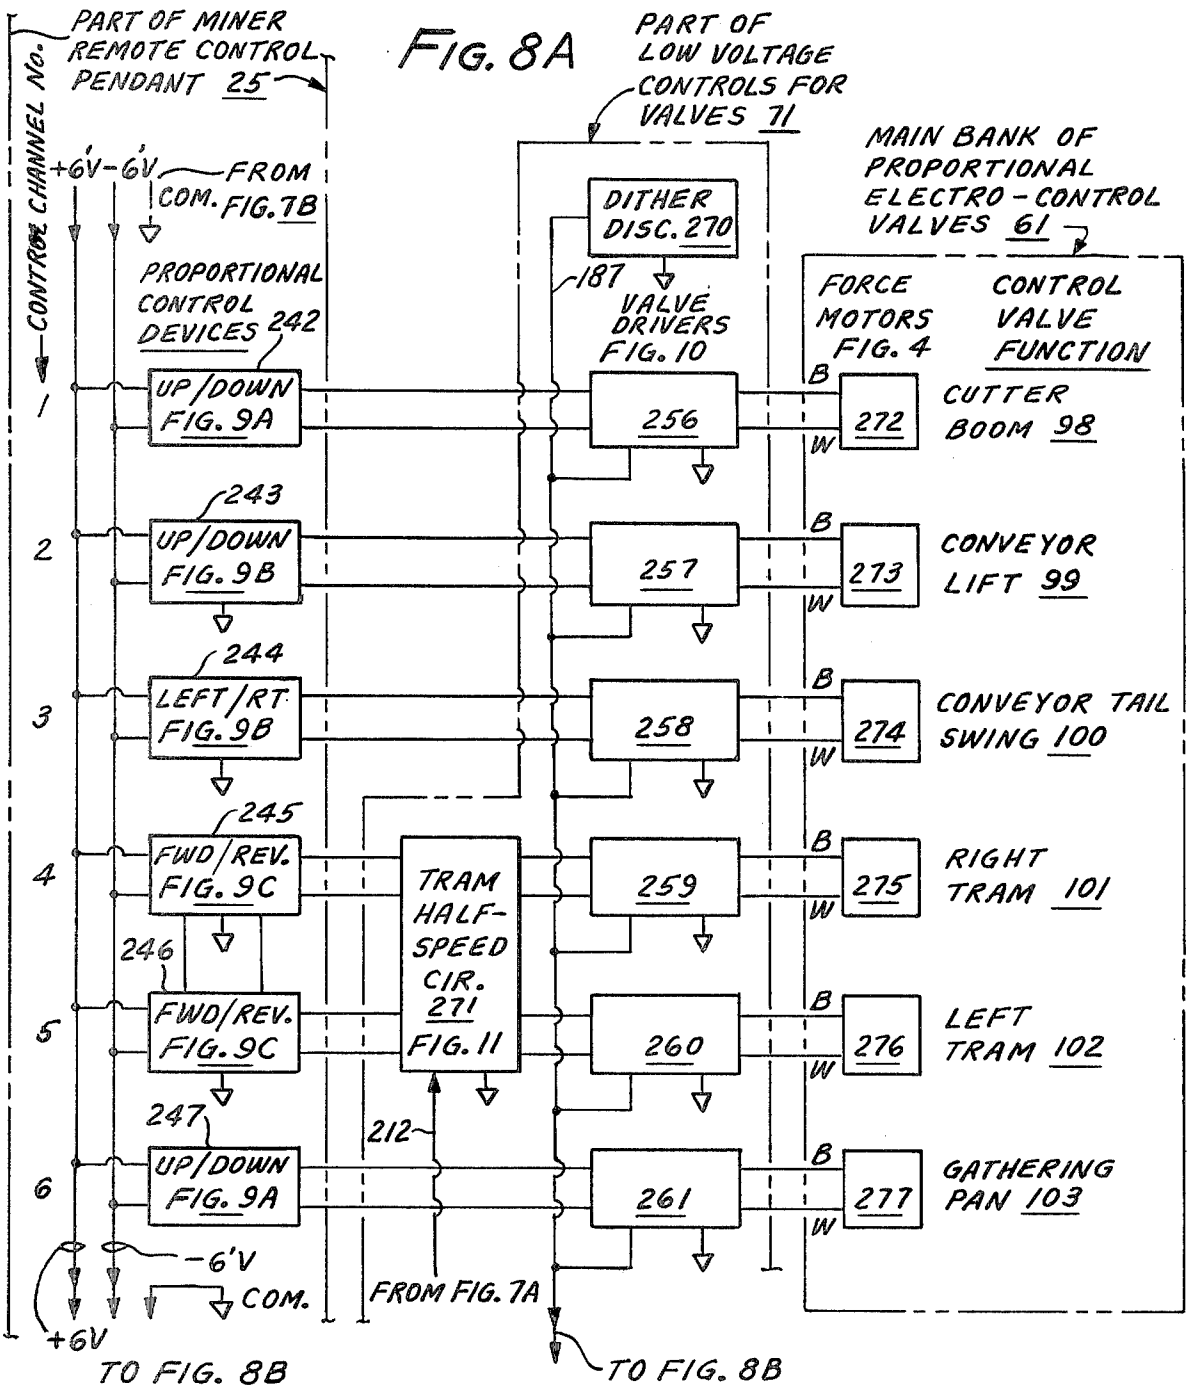 PART OF MINER
REMOTE CONTROL
PENDANT 25
FIG. 8A
PART OF
LOW VOLTAGE
CONTROLS FOR
VALVES 71
MAIN BANK OF
PROPORTIONAL
ELECTRO-CONTROL
VALVES 61
CONTROL CHANNEL No.
+6'V -6'V
FROM
COM. FIG. 7B
DITHER
DISC. 270
187
PROPORTIONAL
CONTROL
DEVICES
242
VALVE
DRIVERS
FIG. 10
FORCE
MOTORS
FIG. 4
CONTROL
VALVE
FUNCTION
1
UP/DOWN
FIG. 9A
256
B
W
272
CUTTER
BOOM 98
243
2
UP/DOWN
FIG. 9B
257
B
W
273
CONVEYOR
LIFT 99
244
3
LEFT/RT.
FIG. 9B
258
B
W
274
CONVEYOR TAIL
SWING 100
245
4
FWD/REV.
FIG. 9C
TRAM
HALF-
SPEED
CIR.
271
FIG. 11
259
B
W
275
RIGHT
TRAM 101
246
5
FWD/REV.
FIG. 9C
260
B
W
276
LEFT
TRAM 102
247
212
6
UP/DOWN
FIG. 9A
261
B
W
277
GATHERING
PAN 103
-6'V
COM.
FROM FIG. 7A
+6V
TO FIG. 8B
TO FIG. 8B